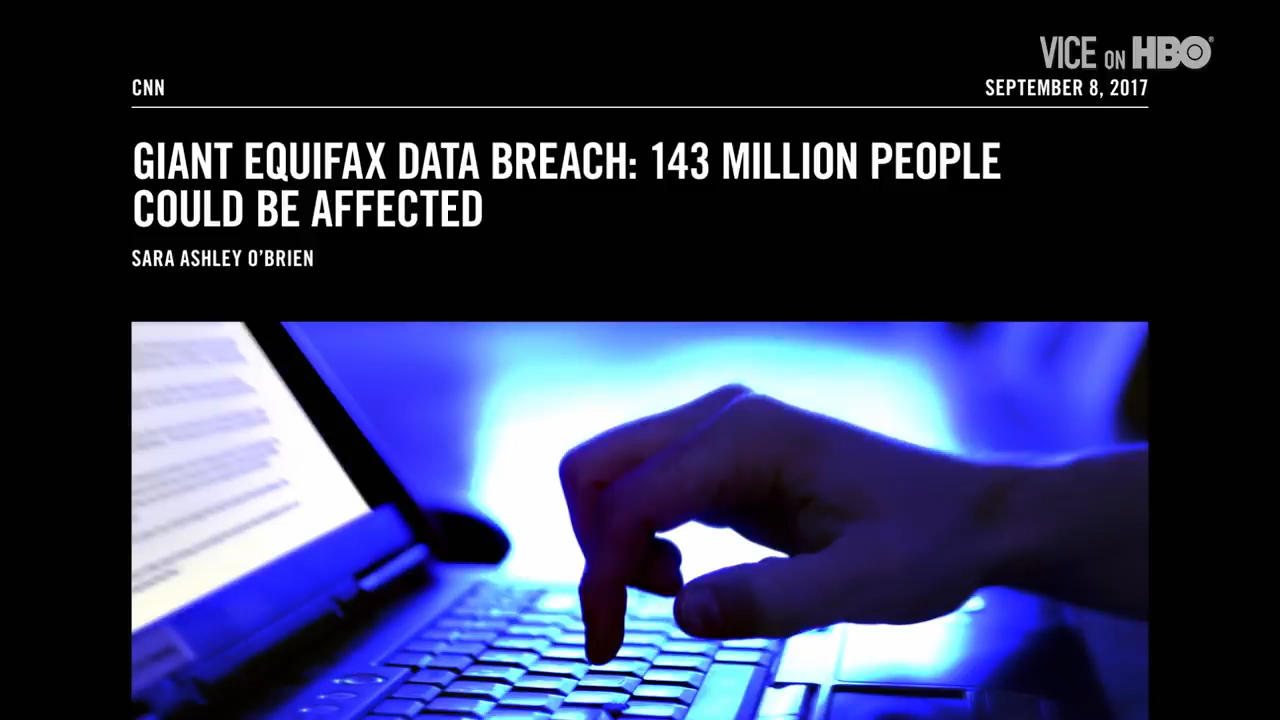 VICE ON HBO®
CNN
SEPTEMBER 8, 2017
GIANT EQUIFAX DATA BREACH: 143 MILLION PEOPLE
COULD BE AFFECTED
SARA ASHLEY O'BRIEN